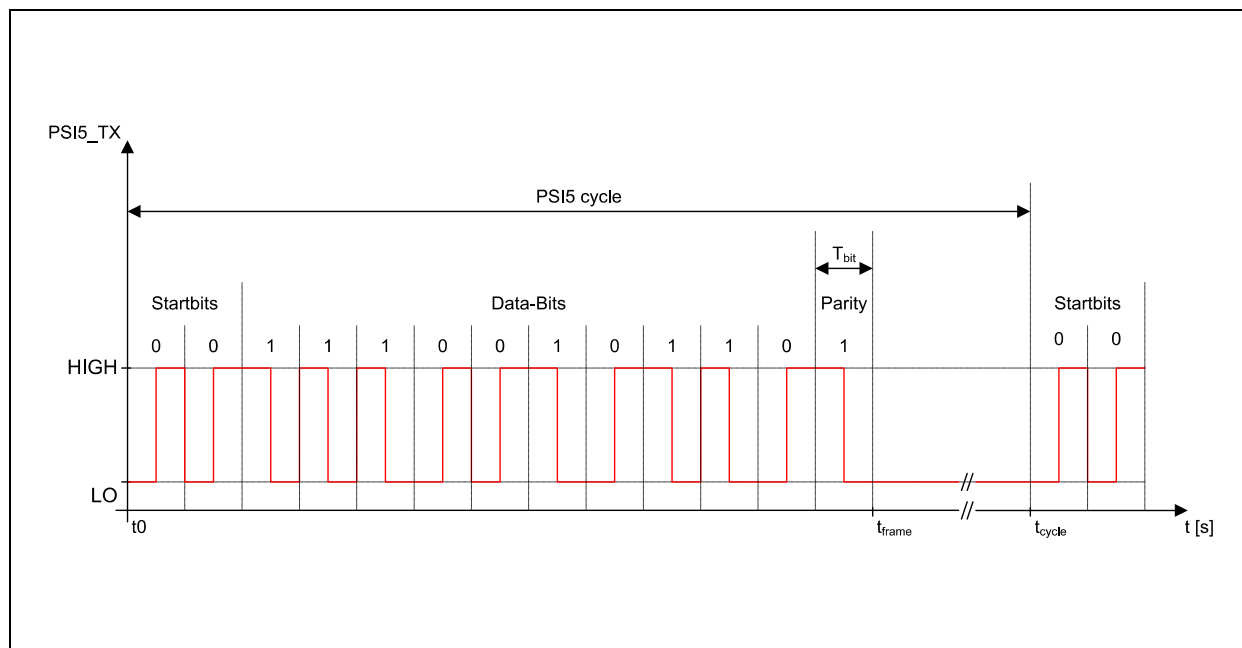 PSI5_TX
PSI5 cycle
Tbit
Startbits Data-Bits Parity Startbits
0 0 1 1 1 0 0 1 0 1 1 0 1 0 0
HIGH
LO
t0 tframe tcycle t [s]